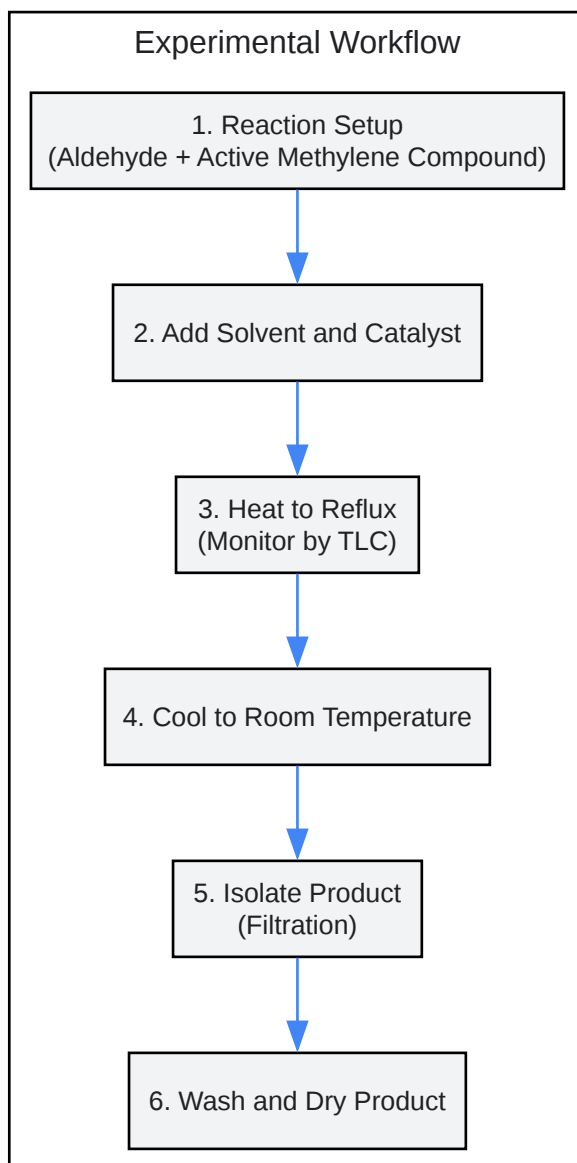 Experimental Workflow
1. Reaction Setup
(Aldehyde + Active Methylene Compound)
2. Add Solvent and Catalyst
3. Heat to Reflux
(Monitor by TLC)
4. Cool to Room Temperature
5. Isolate Product
(Filtration)
6. Wash and Dry Product